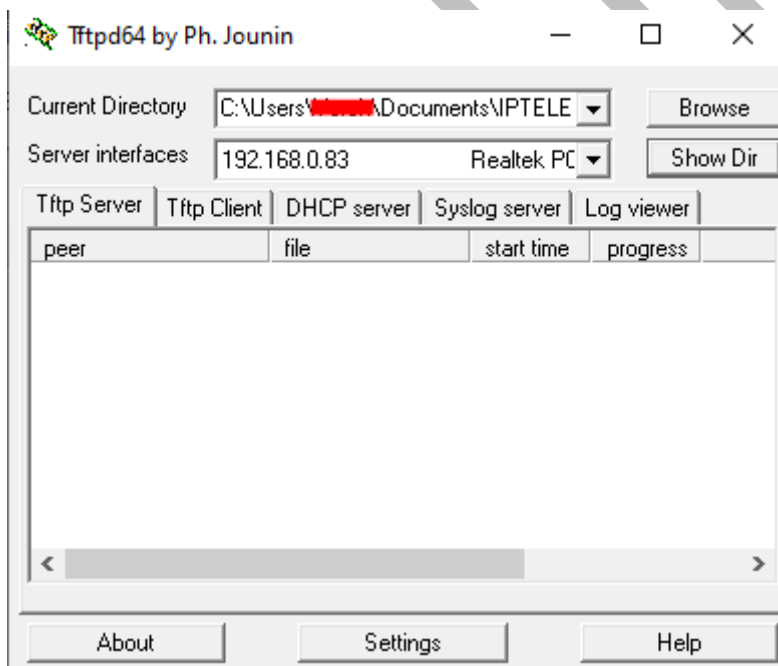 Tftpd64 by Ph. Jounin
Current Directory C:\Users\ \Documents\IPTELE Browse
Server interfaces 192.168.0.83 Realtek PC Show Dir
Tftp Server Tftp Client DHCP server Syslog server Log viewer
peer file start time progress
About Settings Help